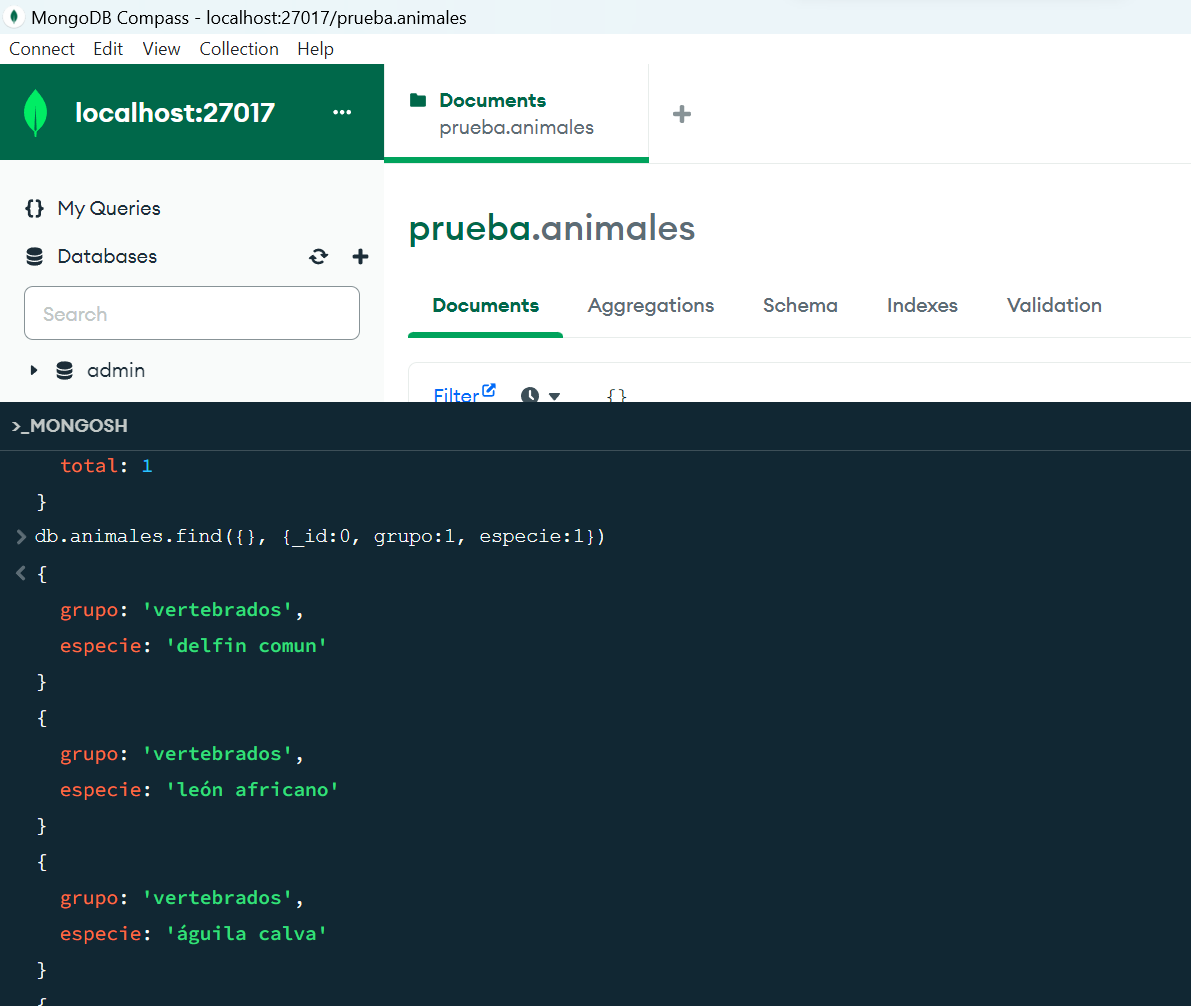 MongoDB Compass - localhost:27017/prueba.animales
Connect Edit View Collection Help
localhost:27017 ...
Documents
prueba.animales
+
{} My Queries
Databases
Search
admin
prueba.animales
Documents Aggregations Schema Indexes Validation
Filter {}
>_MONGOSH
total: 1
}
> db.animales.find({}, {_id:0, grupo:1, especie:1})
< {
grupo: 'vertebrados',
especie: 'delfin comun'
}
{
grupo: 'vertebrados',
especie: 'león africano'
}
{
grupo: 'vertebrados',
especie: 'águila calva'
}
{